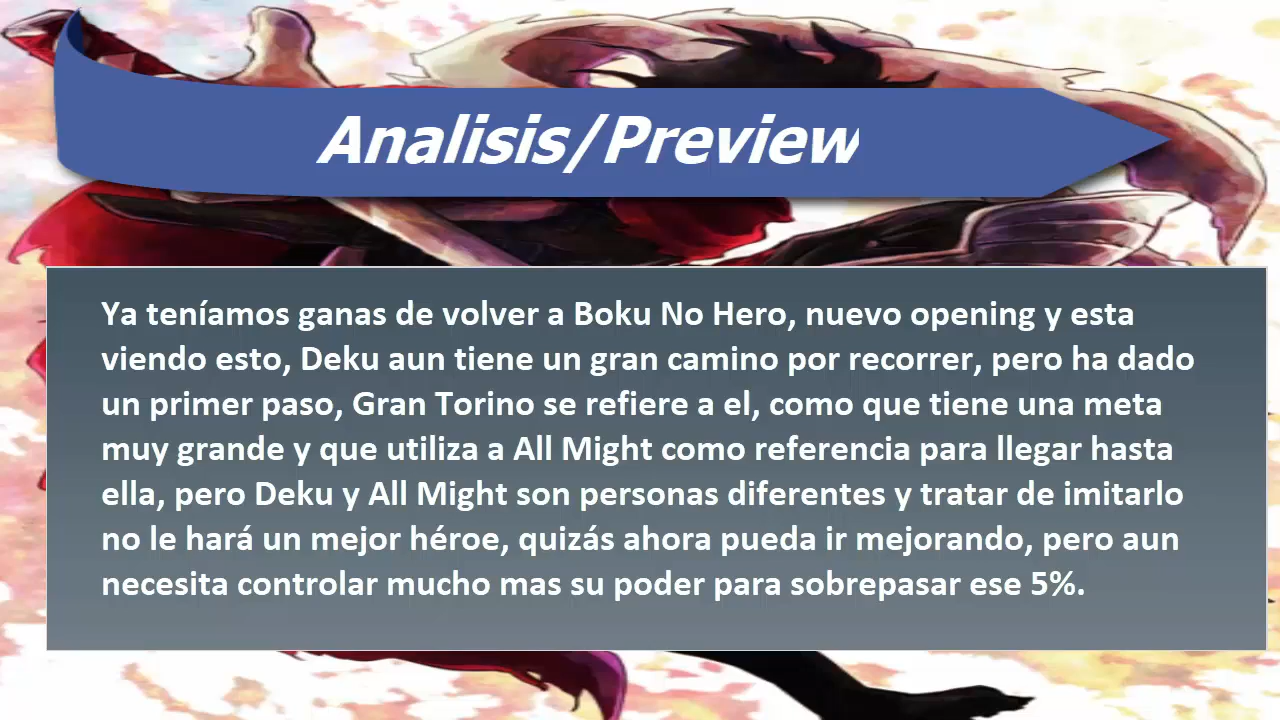 Analisis/Preview
Ya teníamos ganas de volver a Boku No Hero, nuevo opening y esta
viendo esto, Deku aun tiene un gran camino por recorrer, pero ha dado
un primer paso, Gran Torino se refiere a el, como que tiene una meta
muy grande y que utiliza a All Might como referencia para llegar hasta
ella, pero Deku y All Might son personas diferentes y tratar de imitarlo
no le hará un mejor héroe, quizás ahora pueda ir mejorando, pero aun
necesita controlar mucho mas su poder para sobrepasar ese 5%.